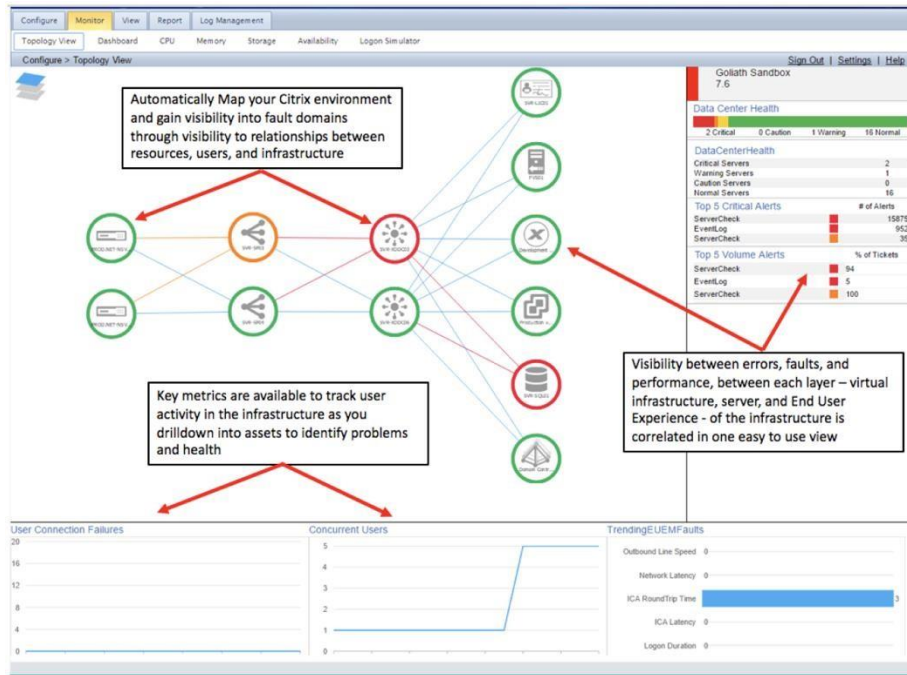 Configure Monitor View Report Log Management
Topology View Dashboard CPU Memory Storage Availability Logon Simulator
Configure > Topology View
Sign Out | Settings | Help
Automatically Map your Citrix environment
and gain visibility into fault domains
through visibility to relationships between
resources, users, and infrastructure
Goliath Sandbox
7.6
Data Center Health
2 Critical 0 Caution 1 Warning 16 Normal
DataCenterHealth
Critical Servers 2
Warning Servers 1
Caution Servers 0
Normal Servers 16
Top 5 Critical Alerts # of Alerts
ServerCheck 15875
EventLog 952
ServerCheck 35
Top 5 Volume Alerts % of Tickets
ServerCheck 94
EventLog 5
ServerCheck 100
Development
Production
Key metrics are available to track user
activity in the infrastructure as you
drilldown into assets to identify problems
and health
Visibility between errors, faults, and
performance, between each layer – virtual
infrastructure, server, and End User
Experience - of the infrastructure is
correlated in one easy to use view
User Connection Failures
20
16
12
8
4
0
Concurrent Users
5
4
3
2
1
0
TrendingEUEMFaults
Outbound Line Speed 0
Network Latency 0
ICA RoundTrip Time 3
ICA Latency 0
Logon Duration 0